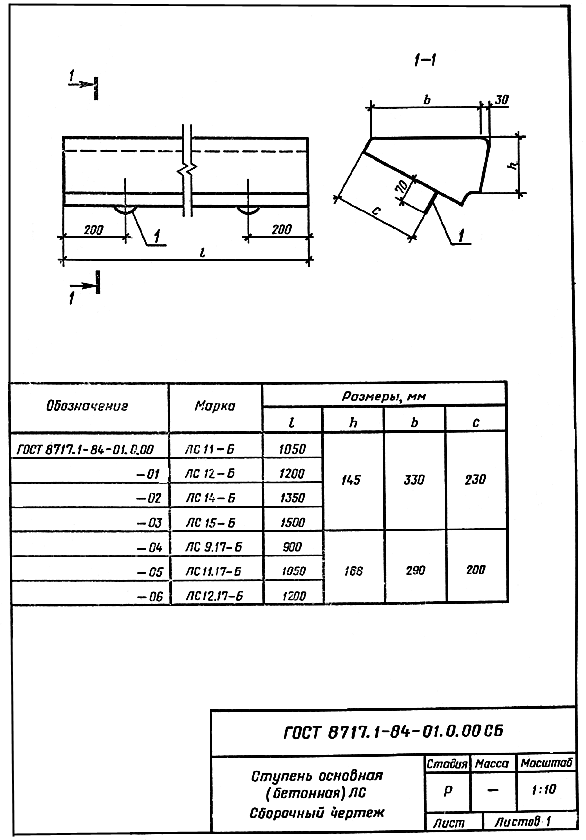 1
1–1
b
30
h
70
c
1
200
1
200
l
1
Обозначение
Марка
Размеры, мм
l
h
b
c
ГОСТ 8717.1-84-01.0.00
ЛС 11-Б
1050
145
330
230
-01
ЛС 12-Б
1200
-02
ЛС 14-Б
1350
-03
ЛС 15-Б
1500
-04
ЛС 9.17-Б
900
168
290
200
-05
ЛС 11.17-Б
1050
-06
ЛС 12.17-Б
1200
ГОСТ 8717.1-84-01.0.00 СБ
Ступень основная
(бетонная) ЛС
Сборочный чертеж
Стадия
Масса
Масштаб
Р
–
1:10
Лист
Листов 1